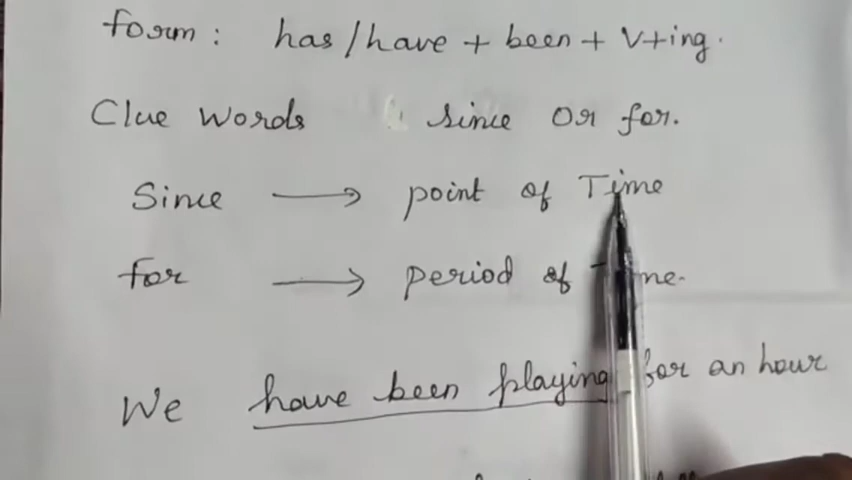 form: has/have + been + V+ing.
Clue words since or for.
Since → point of Time
for → period of
We have been playing for an hour